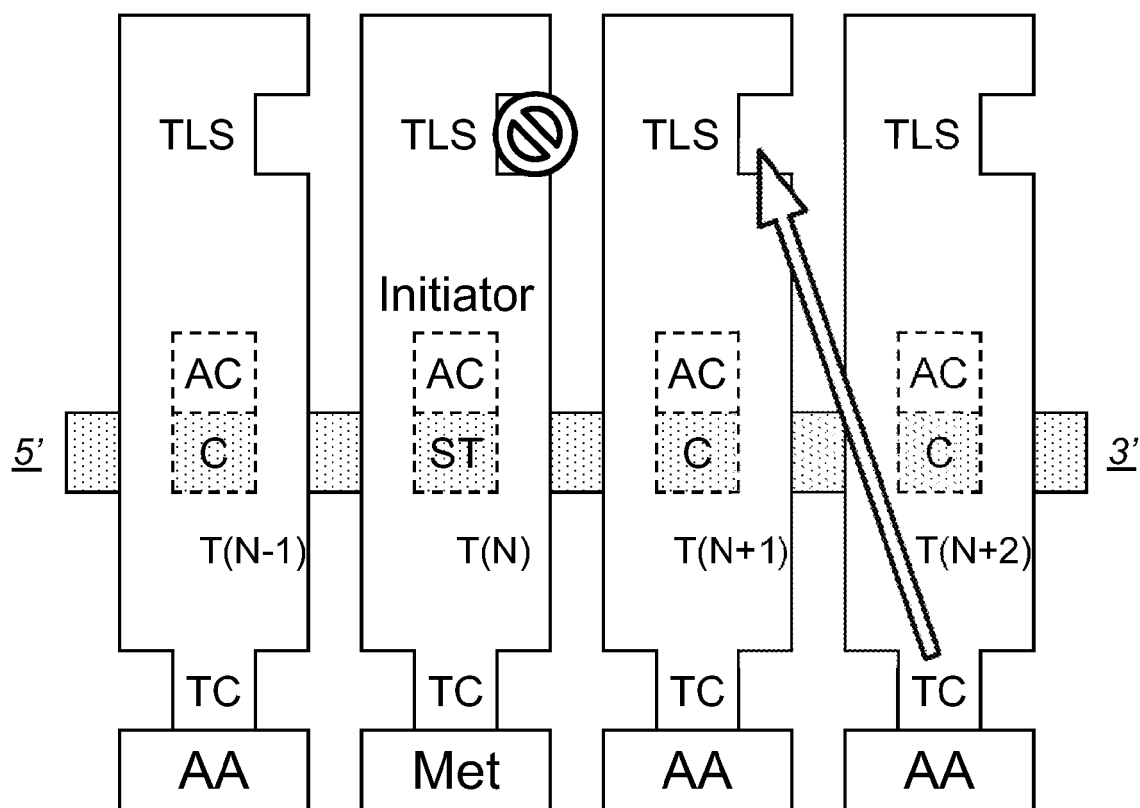 TLS TLS TLS TLS
Initiator
AC AC AC AC
5’ C ST C C 3’
T(N-1) T(N) T(N+1) T(N+2)
TC TC TC TC
AA Met AA AA